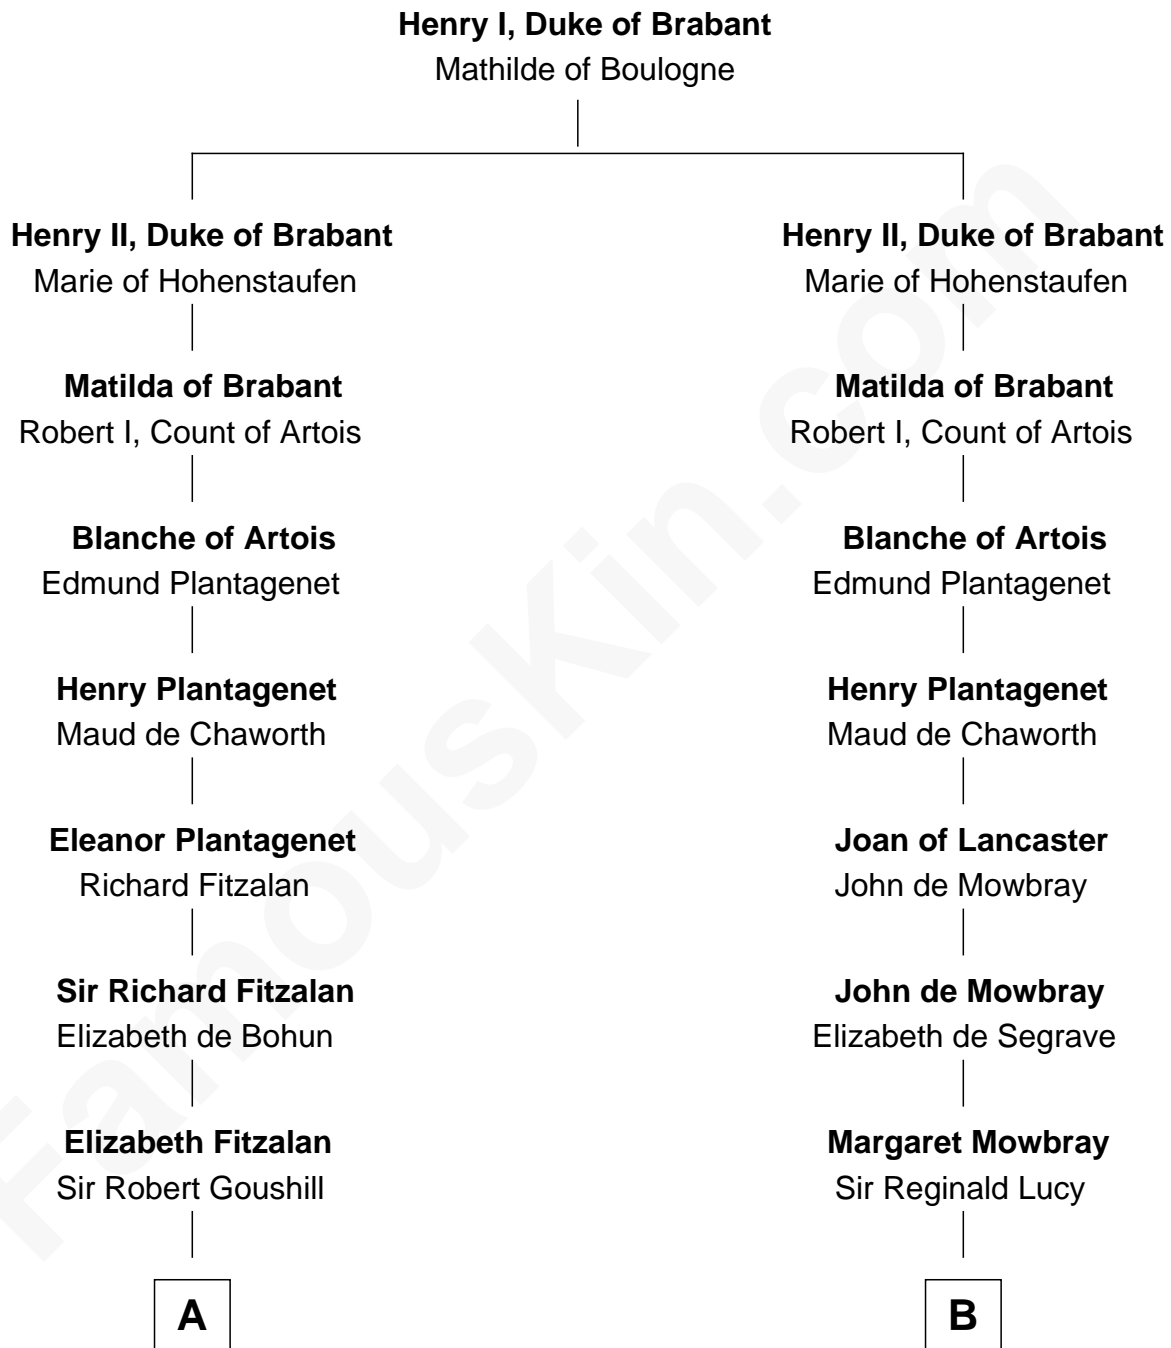 Henry I, Duke of Brabant
Mathilde of Boulogne
Henry II, Duke of Brabant
Marie of Hohenstaufen
Matilda of Brabant
Robert I, Count of Artois
Blanche of Artois
Edmund Plantagenet
Henry Plantagenet
Maud de Chaworth
Eleanor Plantagenet
Richard Fitzalan
Sir Richard Fitzalan
Elizabeth de Bohun
Elizabeth Fitzalan
Sir Robert Goushill
A
Henry II, Duke of Brabant
Marie of Hohenstaufen
Matilda of Brabant
Robert I, Count of Artois
Blanche of Artois
Edmund Plantagenet
Henry Plantagenet
Maud de Chaworth
Joan of Lancaster
John de Mowbray
John de Mowbray
Elizabeth de Segrave
Margaret Mowbray
Sir Reginald Lucy
B
FamousKin.com